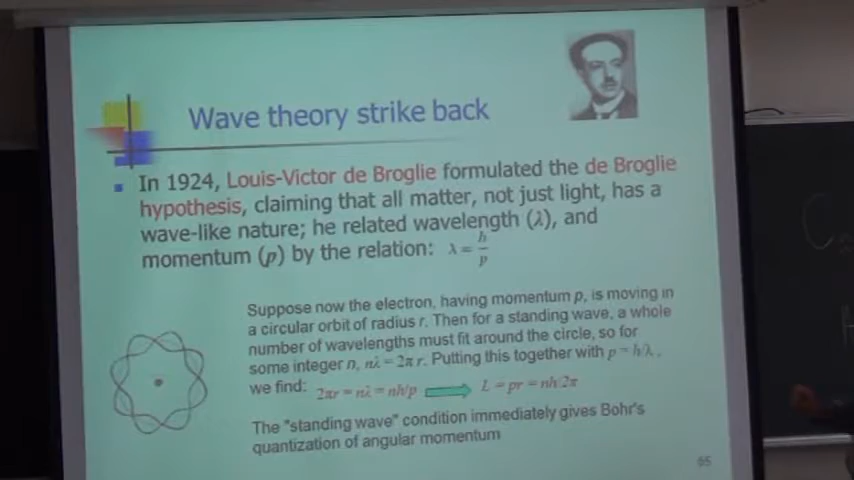 Wave theory strike back
In 1924, Louis-Victor de Broglie formulated the de Broglie
hypothesis, claiming that all matter, not just light, has a
wave-like nature; he related wavelength (λ), and
momentum (p) by the relation: λ = h/p
Suppose now the electron, having momentum p, is moving in
a circular orbit of radius r. Then for a standing wave, a whole
number of wavelengths must fit around the circle, so for
some integer n, nλ = 2π r. Putting this together with p = h/λ,
we find: 2πr = nλ = nh/p L = pr = nh/2π
The "standing wave" condition immediately gives Bohr's
quantization of angular momentum
65